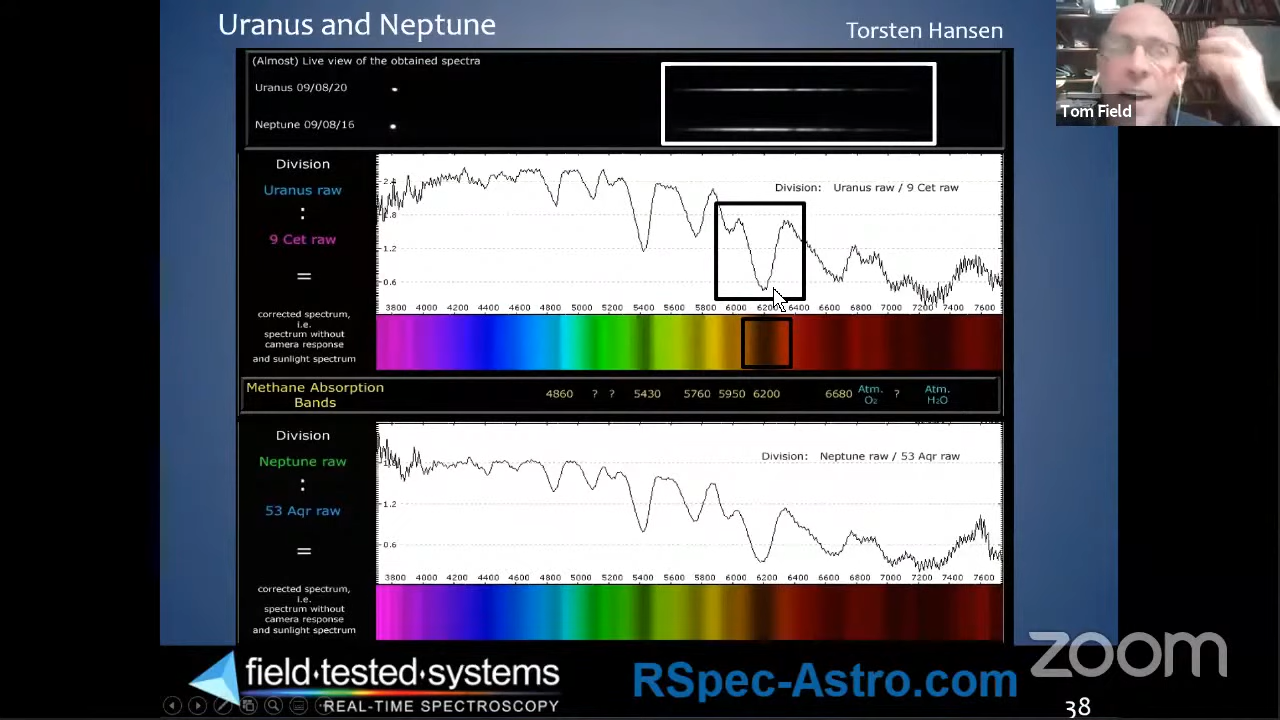 Uranus and Neptune
Torsten Hansen
Tom Field
(Almost) Live view of the obtained spectra
Uranus 09/08/20
Neptune 09/08/16
Division
Uranus raw
:
9 Cet raw
=
corrected spectrum,
i.e.
spectrum without
camera response
and sunlight spectrum
Division: Uranus raw / 9 Cet raw
1.8
1.2
0.6
3800 4000 4200 4400 4600 4800 5000 5200 5400 5600 5800 6000 6200 6400 6600 6800 7000 7200 7400 7600
Methane Absorption
Bands
4860 ? ? 5430 5760 5950 6200 6680 Atm. O₂ ? Atm. H₂O
Division
Neptune raw
:
53 Aqr raw
=
corrected spectrum,
i.e.
spectrum without
camera response
and sunlight spectrum
Division: Neptune raw / 53 Aqr raw
1.2
0.6
3800 4000 4200 4400 4600 4800 5000 5200 5400 5600 5800 6000 6200 6400 6600 6800 7000 7200 7400 7600
field·tested·systems
REAL-TIME SPECTROSCOPY
RSpec-Astro.com
zoom
38